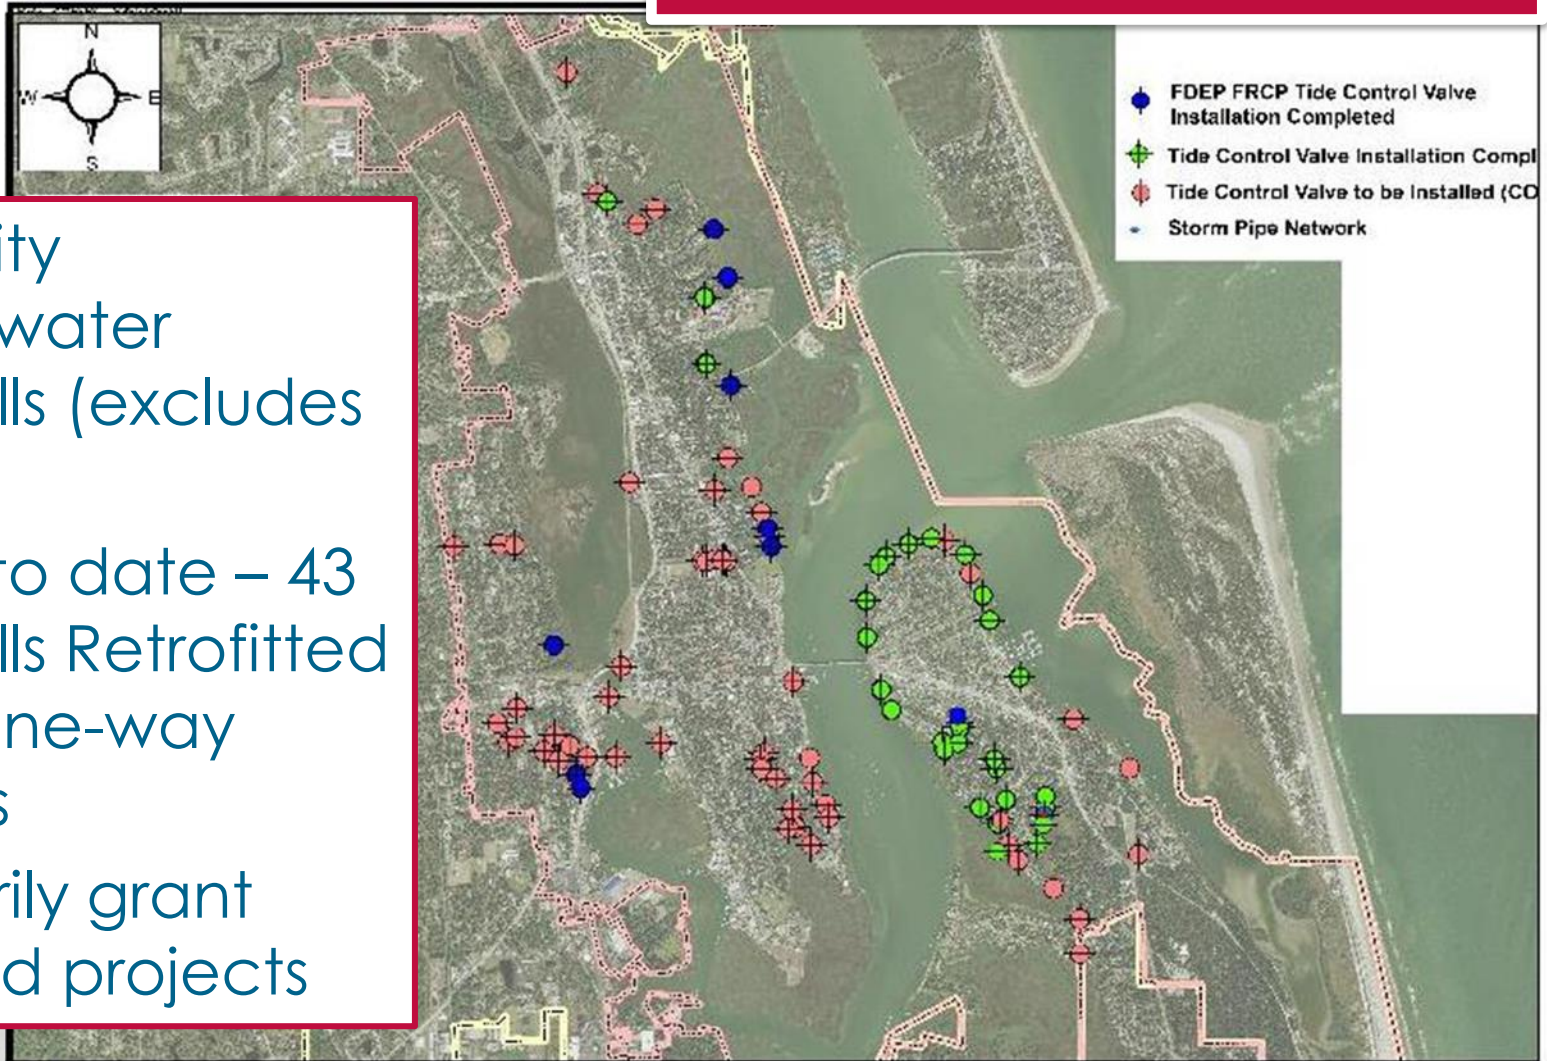 N
W E
S
FDEP FRCP Tide Control Valve
Installation Completed
Tide Control Valve Installation Compl
Tide Control Valve to be Installed (CO
Storm Pipe Network
ity
water
lls (excludes
to date – 43
lls Retrofitted
ne-way
s
rily grant
d projects